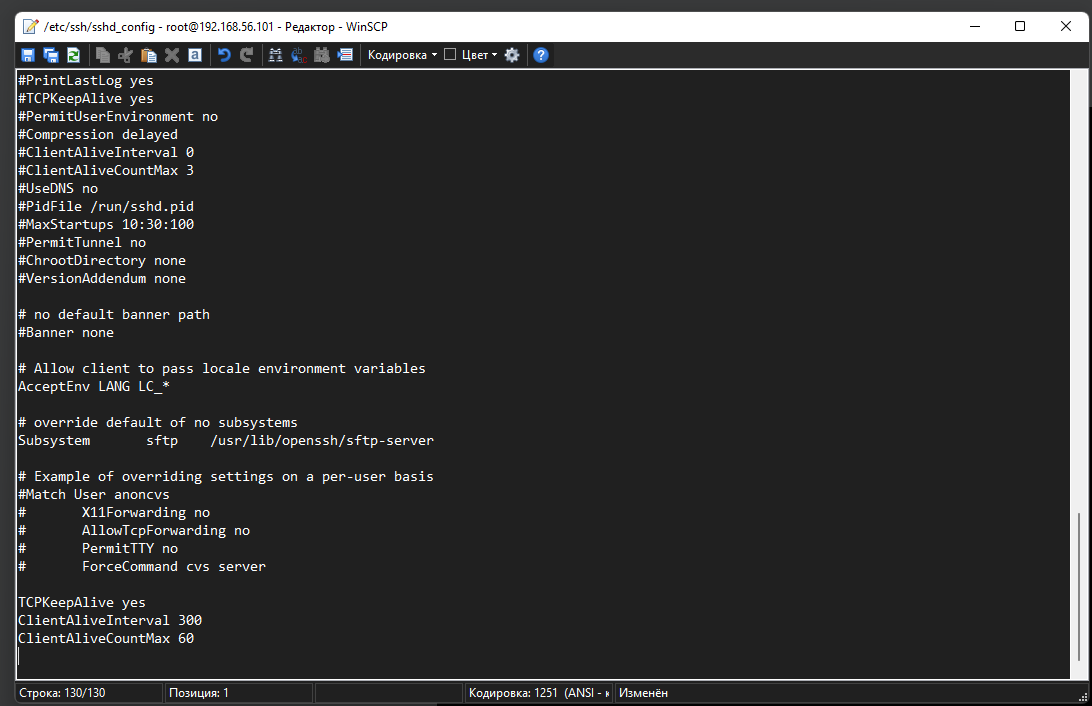 /etc/ssh/sshd_config - root@192.168.56.101 - Редактор - WinSCP
Кодировка Цвет
#PrintLastLog yes
#TCPKeepAlive yes
#PermitUserEnvironment no
#Compression delayed
#ClientAliveInterval 0
#ClientAliveCountMax 3
#UseDNS no
#PidFile /run/sshd.pid
#MaxStartups 10:30:100
#PermitTunnel no
#ChrootDirectory none
#VersionAddendum none

# no default banner path
#Banner none

# Allow client to pass locale environment variables
AcceptEnv LANG LC_*

# override default of no subsystems
Subsystem       sftp    /usr/lib/openssh/sftp-server

# Example of overriding settings on a per-user basis
#Match User anoncvs
#       X11Forwarding no
#       AllowTcpForwarding no
#       PermitTTY no
#       ForceCommand cvs server

TCPKeepAlive yes
ClientAliveInterval 300
ClientAliveCountMax 60
Строка: 130/130 Позиция: 1 Кодировка: 1251 (ANSI - к Изменён